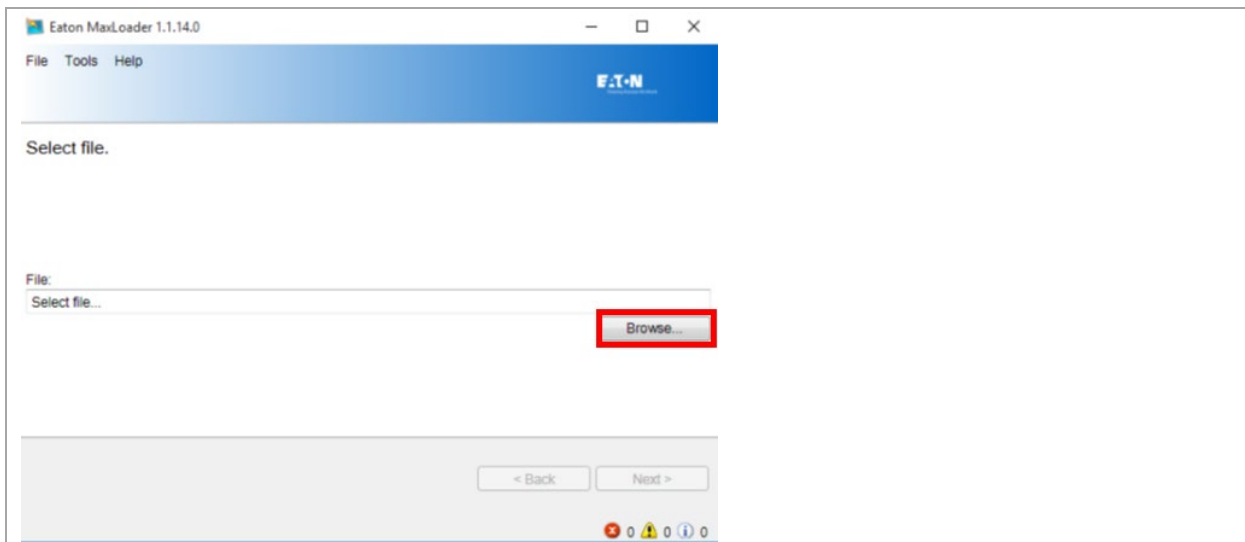 Eaton MaxLoader 1.1.14.0
File Tools Help
EATON
Select file.
File:
Select file...
Browse...
< Back Next >
0 0 0